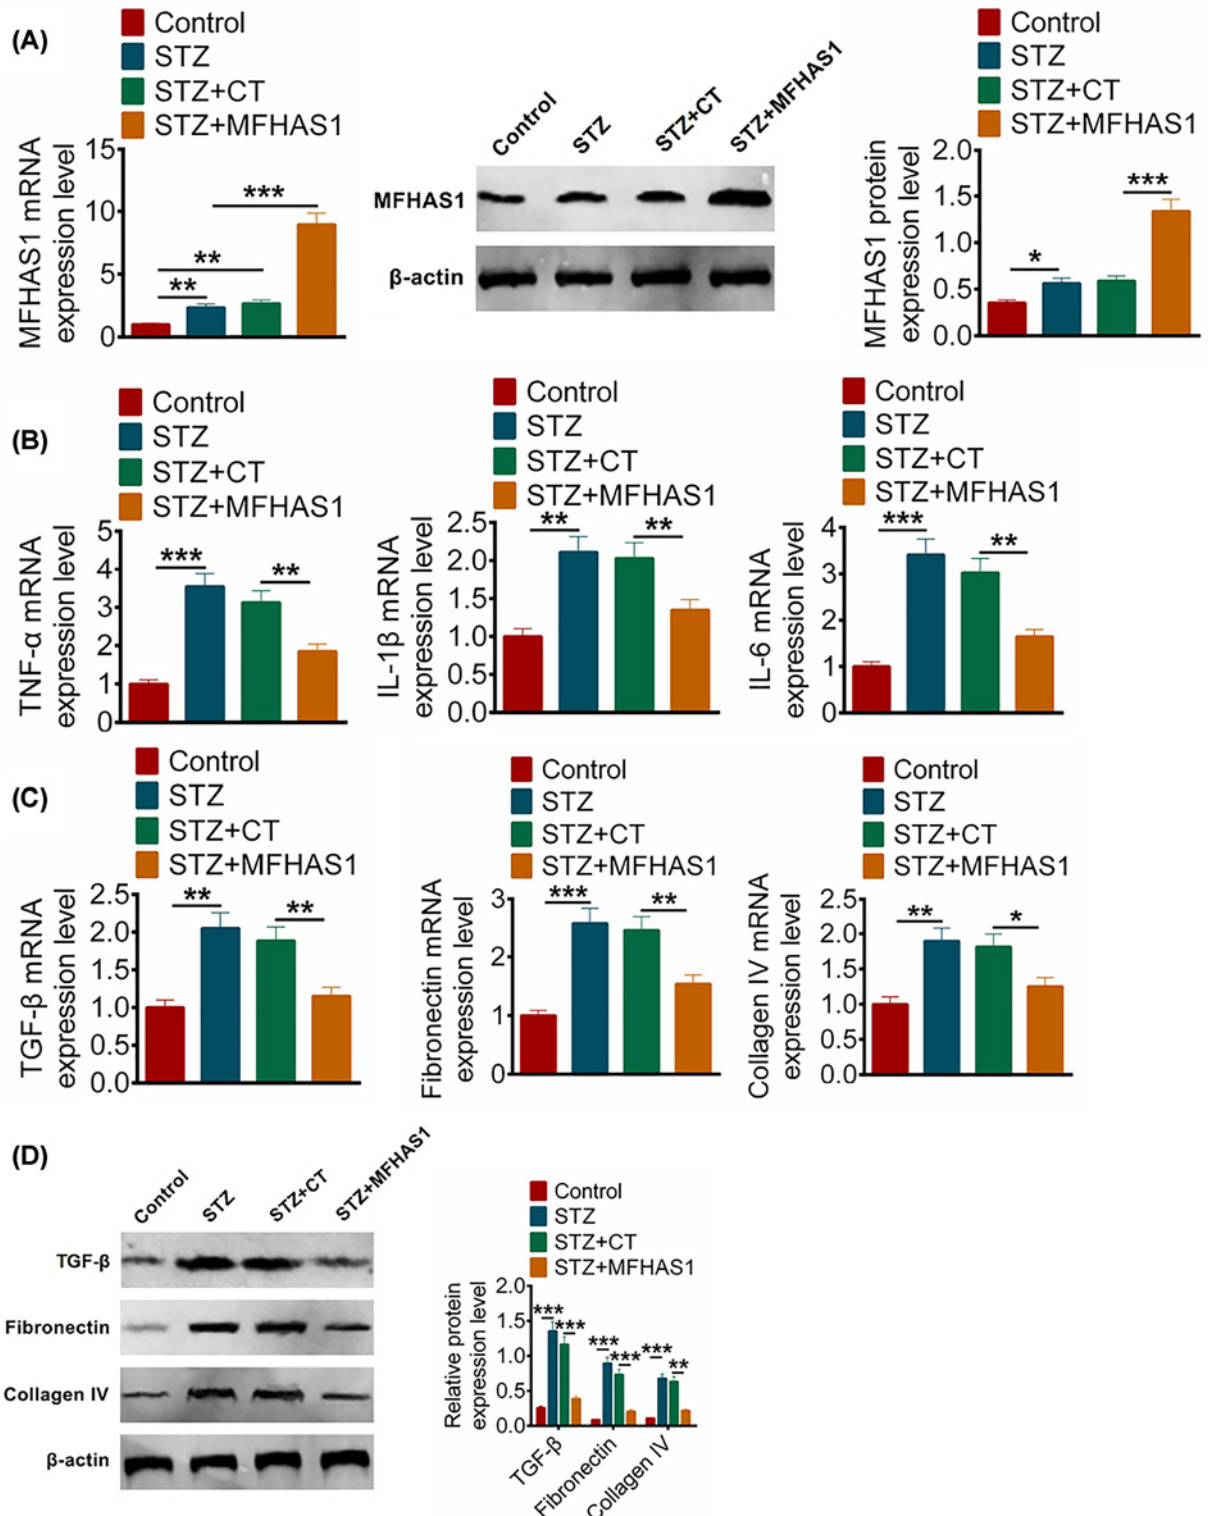 (A)
Control
STZ
STZ+CT
STZ+MFHAS1
MFHAS1 mRNA
expression level
15
10
5
0
**
**
***
Control
STZ
STZ+CT
STZ+MFHAS1
MFHAS1
β-actin
Control
STZ
STZ+CT
STZ+MFHAS1
MFHAS1 protein
expression level
2.0
1.5
1.0
0.5
0.0
*
***
(B)
Control
STZ
STZ+CT
STZ+MFHAS1
TNF-α mRNA
expression level
5
4
3
2
1
0
***
**
Control
STZ
STZ+CT
STZ+MFHAS1
IL-1β mRNA
expression level
2.5
2.0
1.5
1.0
0.5
0.0
**
**
Control
STZ
STZ+CT
STZ+MFHAS1
IL-6 mRNA
expression level
4
3
2
1
0
***
**
(C)
Control
STZ
STZ+CT
STZ+MFHAS1
TGF-β mRNA
expression level
2.5
2.0
1.5
1.0
0.5
0.0
**
**
Control
STZ
STZ+CT
STZ+MFHAS1
Fibronectin mRNA
expression level
3
2
1
0
***
**
Control
STZ
STZ+CT
STZ+MFHAS1
Collagen IV mRNA
expression level
2.5
2.0
1.5
1.0
0.5
0.0
**
*
(D)
Control
STZ
STZ+CT
STZ+MFHAS1
TGF-β
Fibronectin
Collagen IV
β-actin
Control
STZ
STZ+CT
STZ+MFHAS1
Relative protein
expression level
2.0
1.5
1.0
0.5
0.0
***
***
***
***
***
**
TGF-β
Fibronectin
Collagen IV